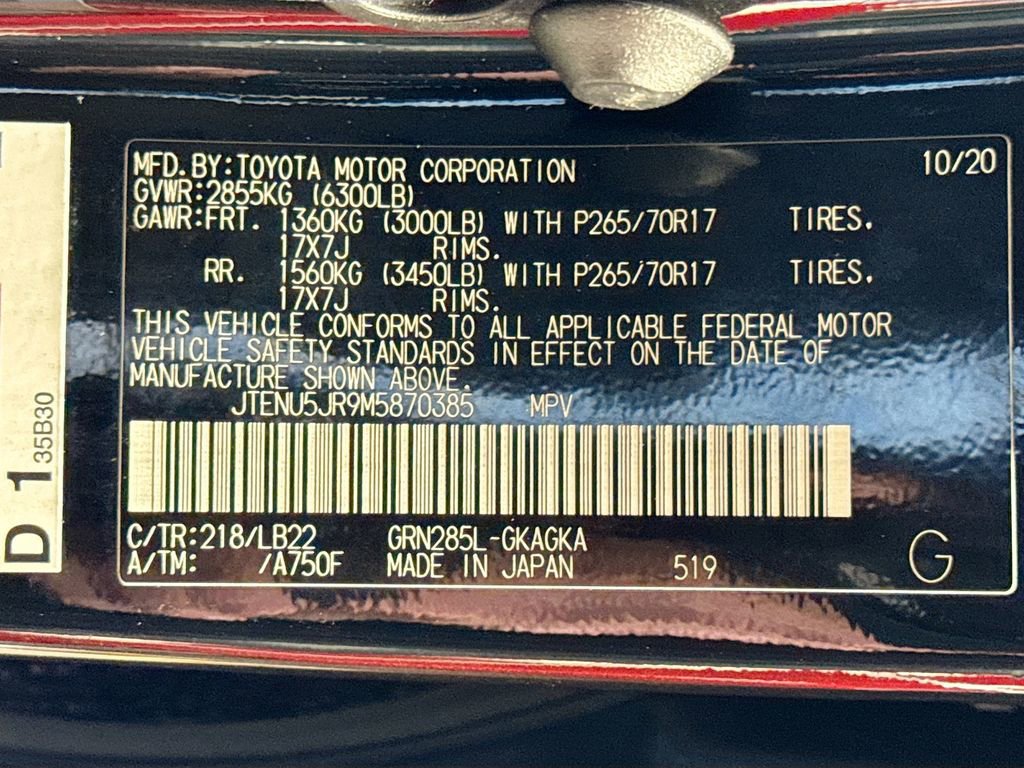 MFD.BY:TOYOTA MOTOR CORPORATION 10/20
GVWR:2855KG (6300LB)
GAWR:FRT. 1360KG (3000LB) WITH P265/70R17 TIRES.
17X7J RIMS.
RR. 1560KG (3450LB) WITH P265/70R17 TIRES.
17X7J RIMS.
THIS VEHICLE CONFORMS TO ALL APPLICABLE FEDERAL MOTOR
VEHICLE SAFETY STANDARDS IN EFFECT ON THE DATE OF
MANUFACTURE SHOWN ABOVE.
JTENU5JR9M5870385 MPV
C/TR:218/LB22 GRN285L-GKAGKA
A/TM: /A750F MADE IN JAPAN 519 G
D 1 35B30